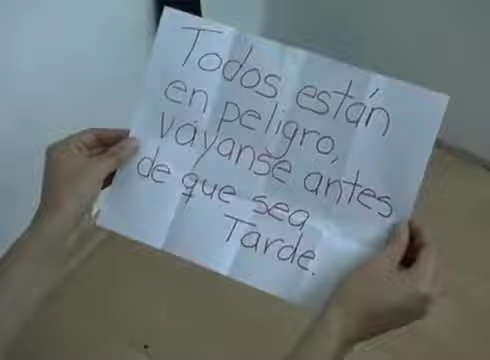 Todos están
en peligro,
váyanse antes
de que sea
Tarde.